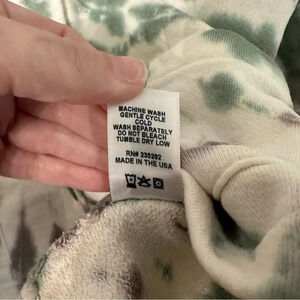 MACHINE WASH
GENTLE CYCLE
COLD
WASH SEPARATELY
DO NOT BLEACH
TUMBLE DRY LOW
RN# 235282
MADE IN THE USA